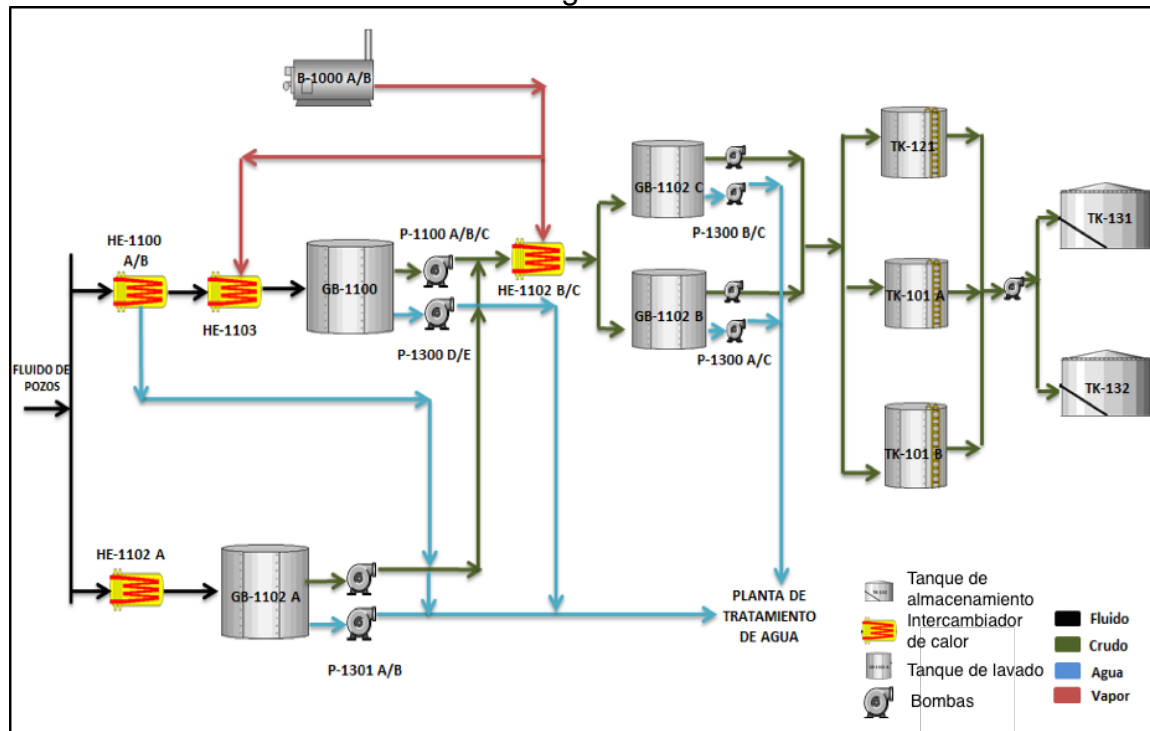 B-1000 A/B
TK-121
GB-1102 C
TK-131
HE-1100
A/B
P-1100 A/B/C
P-1300 B/C
GB-1100
HE-1102 B/C
TK-101 A
HE-1103
GB-1102 B
P-1300 D/E
P-1300 A/C
FLUIDO DE
POZOS
TK-132
TK-101 B
HE-1102 A
GB-1102 A
P-1301 A/B
PLANTA DE
TRATAMIENTO
DE AGUA
Tanque de
almacenamiento
Intercambiador
de calor
Tanque de lavado
Bombas
Fluido
Crudo
Agua
Vapor